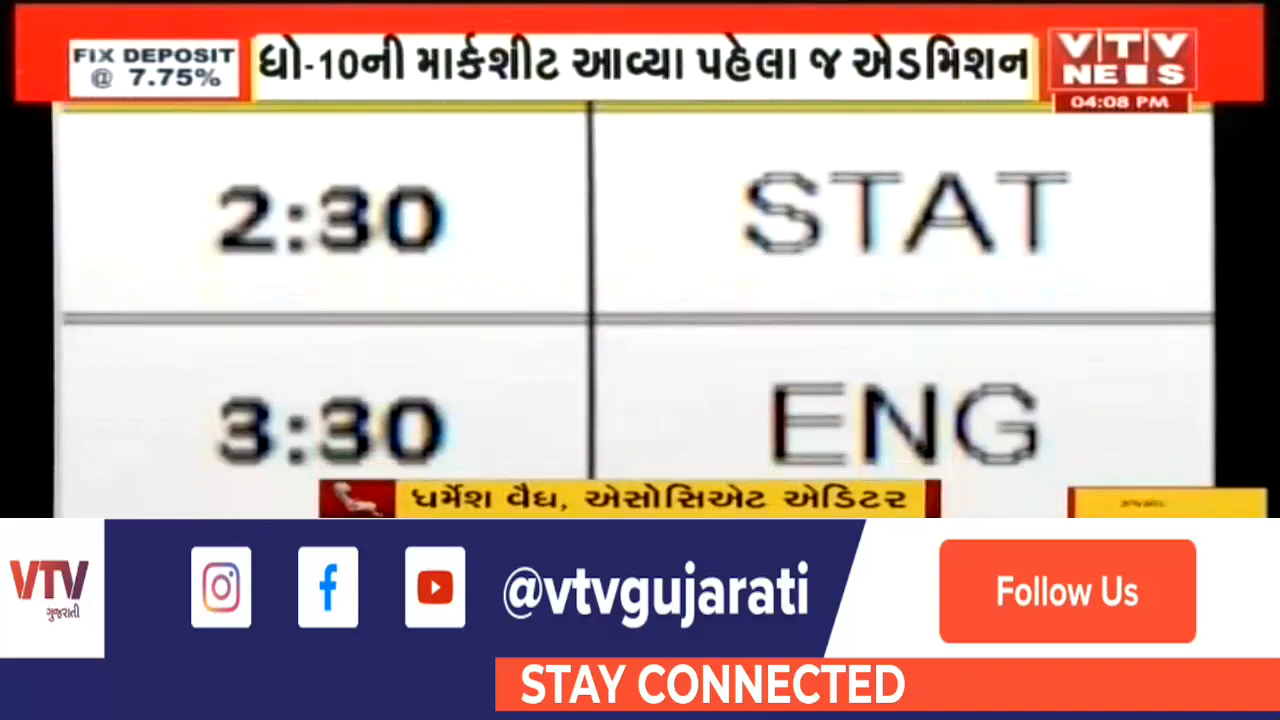 FIX DEPOSIT
@ 7.75%
ધો-10ની માર્કશીટ આવ્યા પહેલા જ એડમિશન
VTV
NEWS
04:08 PM
2:30 STAT
3:30 ENG
ધર્મેશ વૈદ્ય, એસોસિએટ એડિટર
VTV
ગુજરાતી
@vtvgujarati
Follow Us
STAY CONNECTED